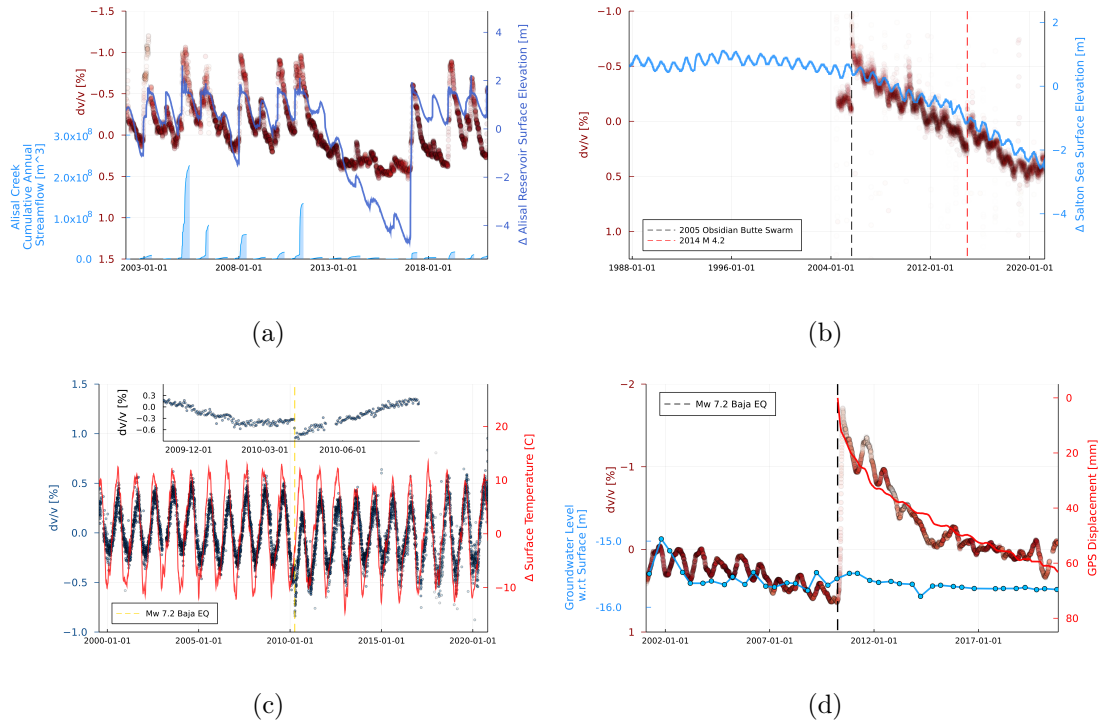 −1.5
−1.0
−0.5
0.0
0.5
1.0
1.5
dv/v [%]
3.0x10⁸
2.0x10⁸
1.0x10⁸
0.0
Alisal Creek
Cumulative Annual
Streamflow [m^3]
4
2
0
−2
−4
Δ Alisal Reservoir Surface Elevation [m]
2003-01-01
2008-01-01
2013-01-01
2018-01-01
(a)
−1.0
−0.5
0.0
0.5
1.0
dv/v [%]
2
0
−2
−4
Δ Salton Sea Surface Elevation [m]
2005 Obsidian Butte Swarm
2014 M 4.2
1988-01-01
1996-01-01
2004-01-01
2012-01-01
2020-01-01
(b)
1.5
1.0
0.5
0.0
−0.5
−1.0
dv/v [%]
0.3
0.0
−0.3
−0.6
dv/v [%]
2009-12-01
2010-03-01
2010-06-01
20
10
0
−10
Δ Surface Temperature [C]
Mw 7.2 Baja EQ
2000-01-01
2005-01-01
2010-01-01
2015-01-01
2020-01-01
(c)
−2
−1
0
1
dv/v [%]
-15.0
-16.0
Groundwater Level
w.r.t Surface [m]
Mw 7.2 Baja EQ
0
20
40
60
80
GPS Displacement [mm]
2002-01-01
2007-01-01
2012-01-01
2017-01-01
(d)